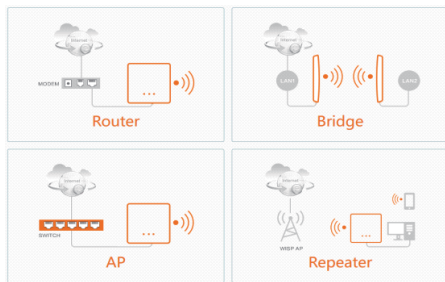 Internet
MODEM
Router
Internet
LAN1
LAN2
Bridge
Internet
SWITCH
AP
Internet
WISP AP
Repeater